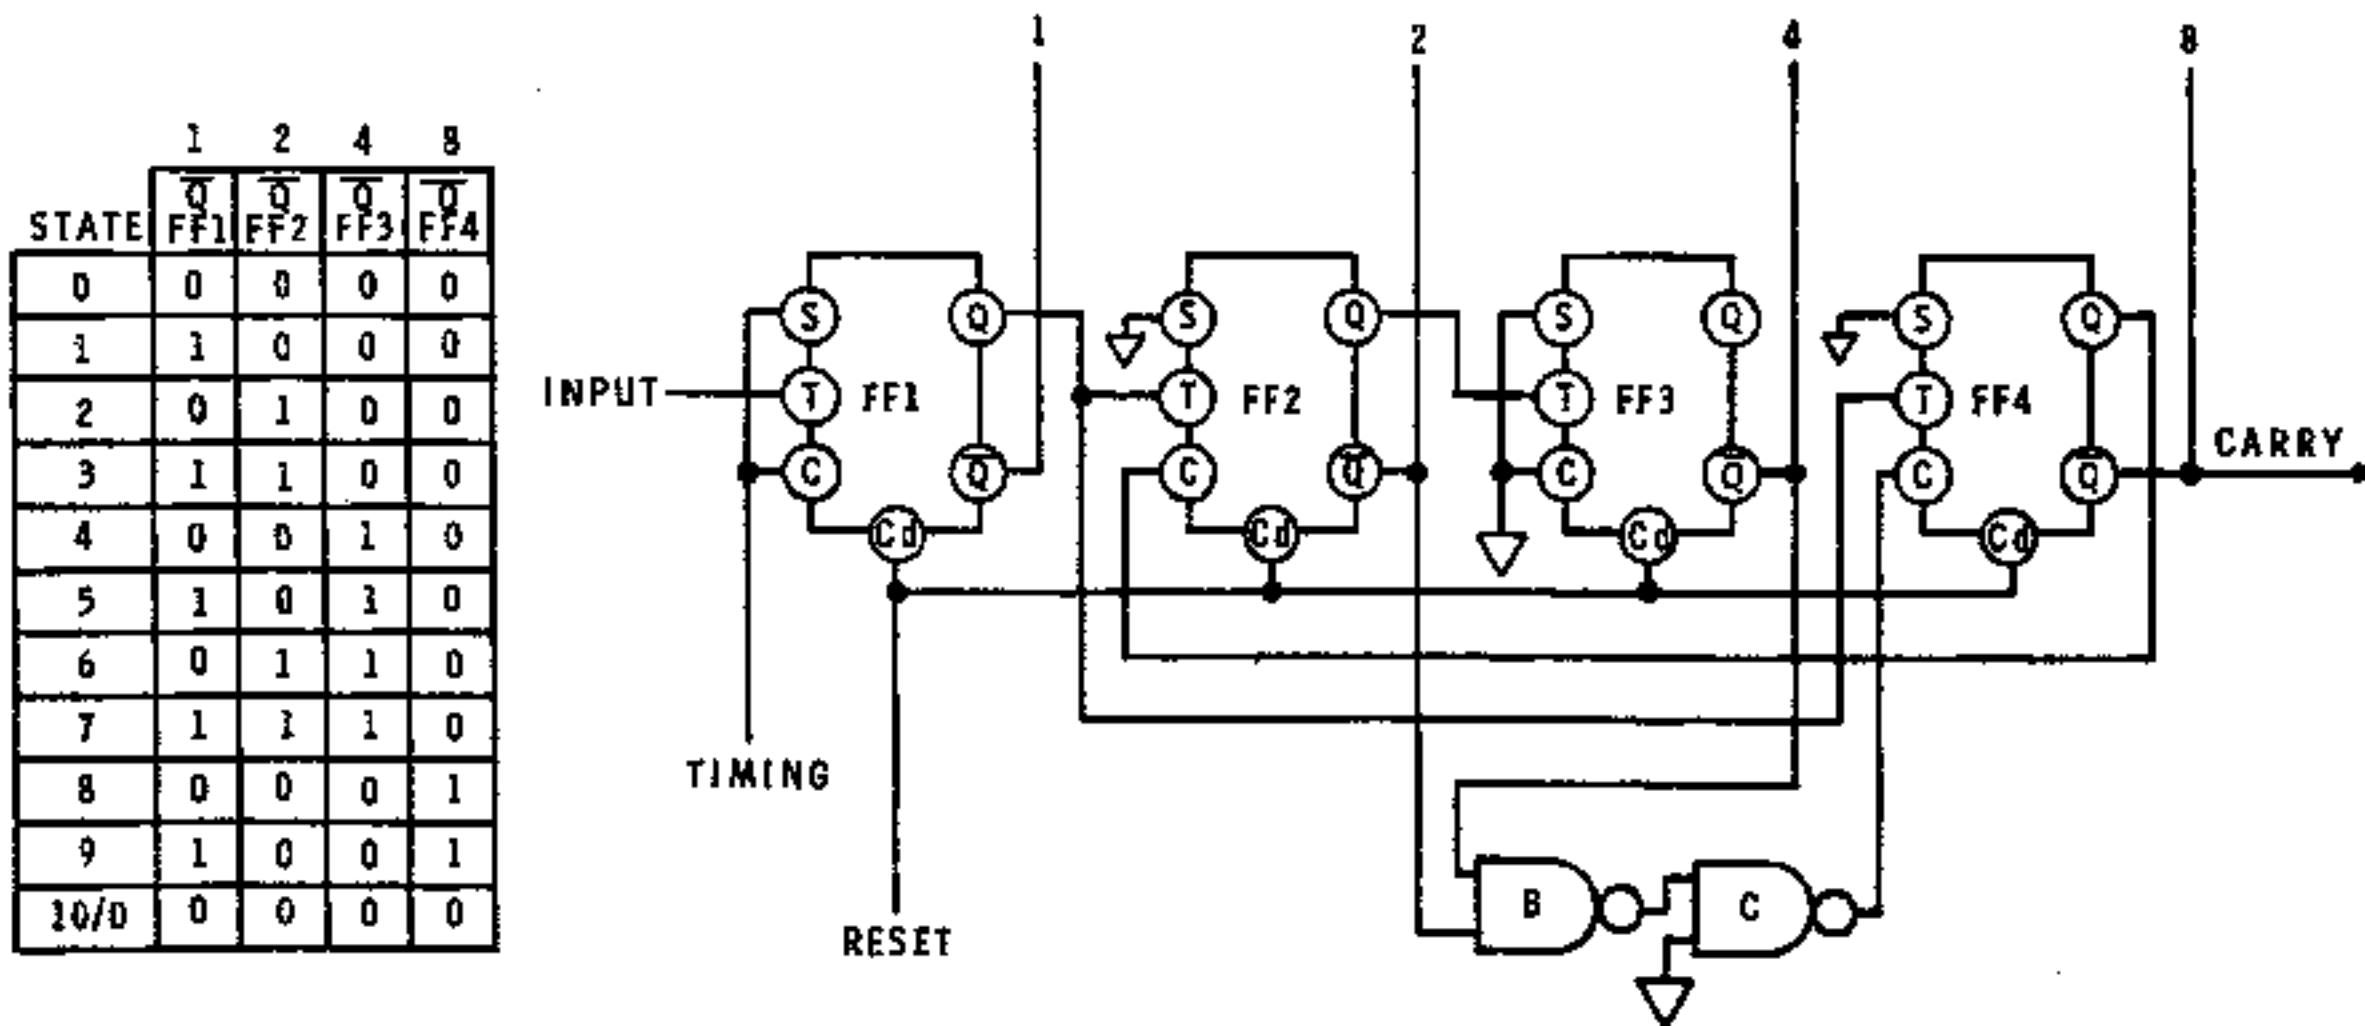 1 2 4 8
Q̅ Q̅ Q̅ Q̅
STATE FF1 FF2 FF3 FF4
0 0 0 0 0
1 1 0 0 0
2 0 1 0 0
3 1 1 0 0
4 0 0 1 0
5 1 0 1 0
6 0 1 1 0
7 1 1 1 0
8 0 0 0 1
9 1 0 0 1
10/0 0 0 0 0
1 2 4 8
S Q S Q S Q S Q
INPUT T FF1 T FF2 T FF3 T FF4
CARRY
C Q̅ C Q̅ C Q̅ C Q̅
Cd Cd Cd Cd
TIMING
B C
RESET